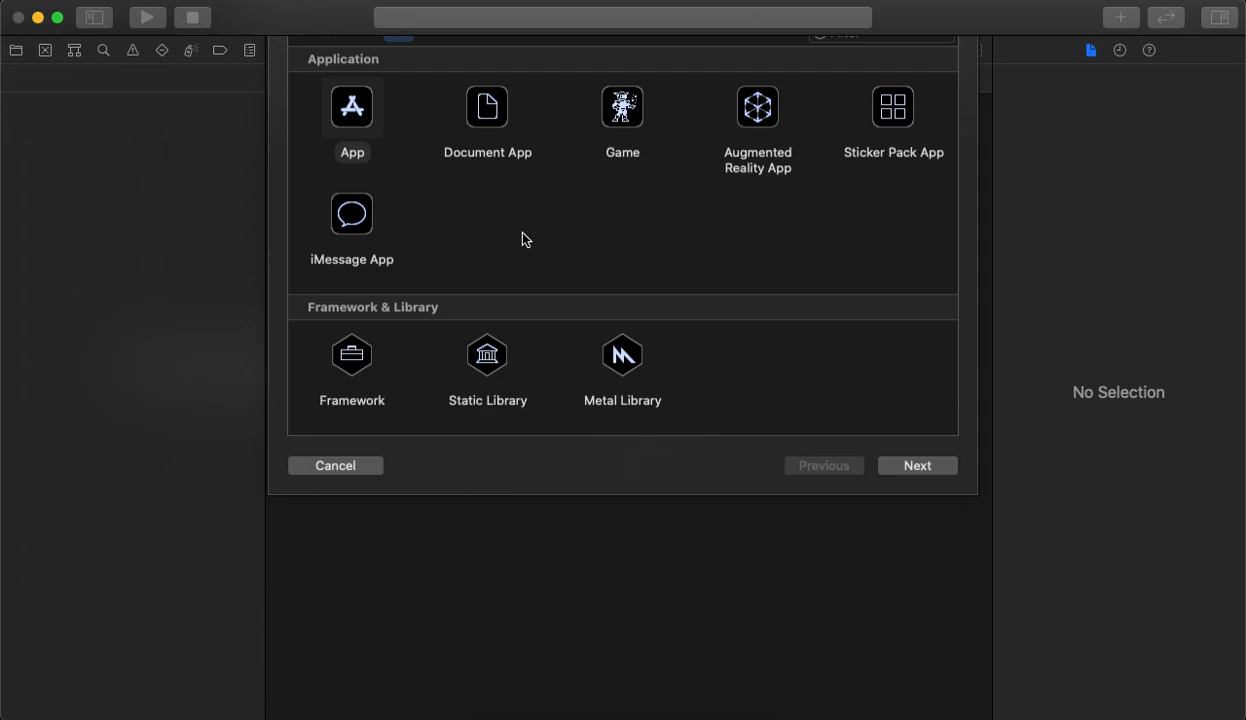 Application
App
Document App
Game
Augmented
Reality App
Sticker Pack App
iMessage App
Framework & Library
Framework
Static Library
Metal Library
Cancel
Previous
Next
No Selection